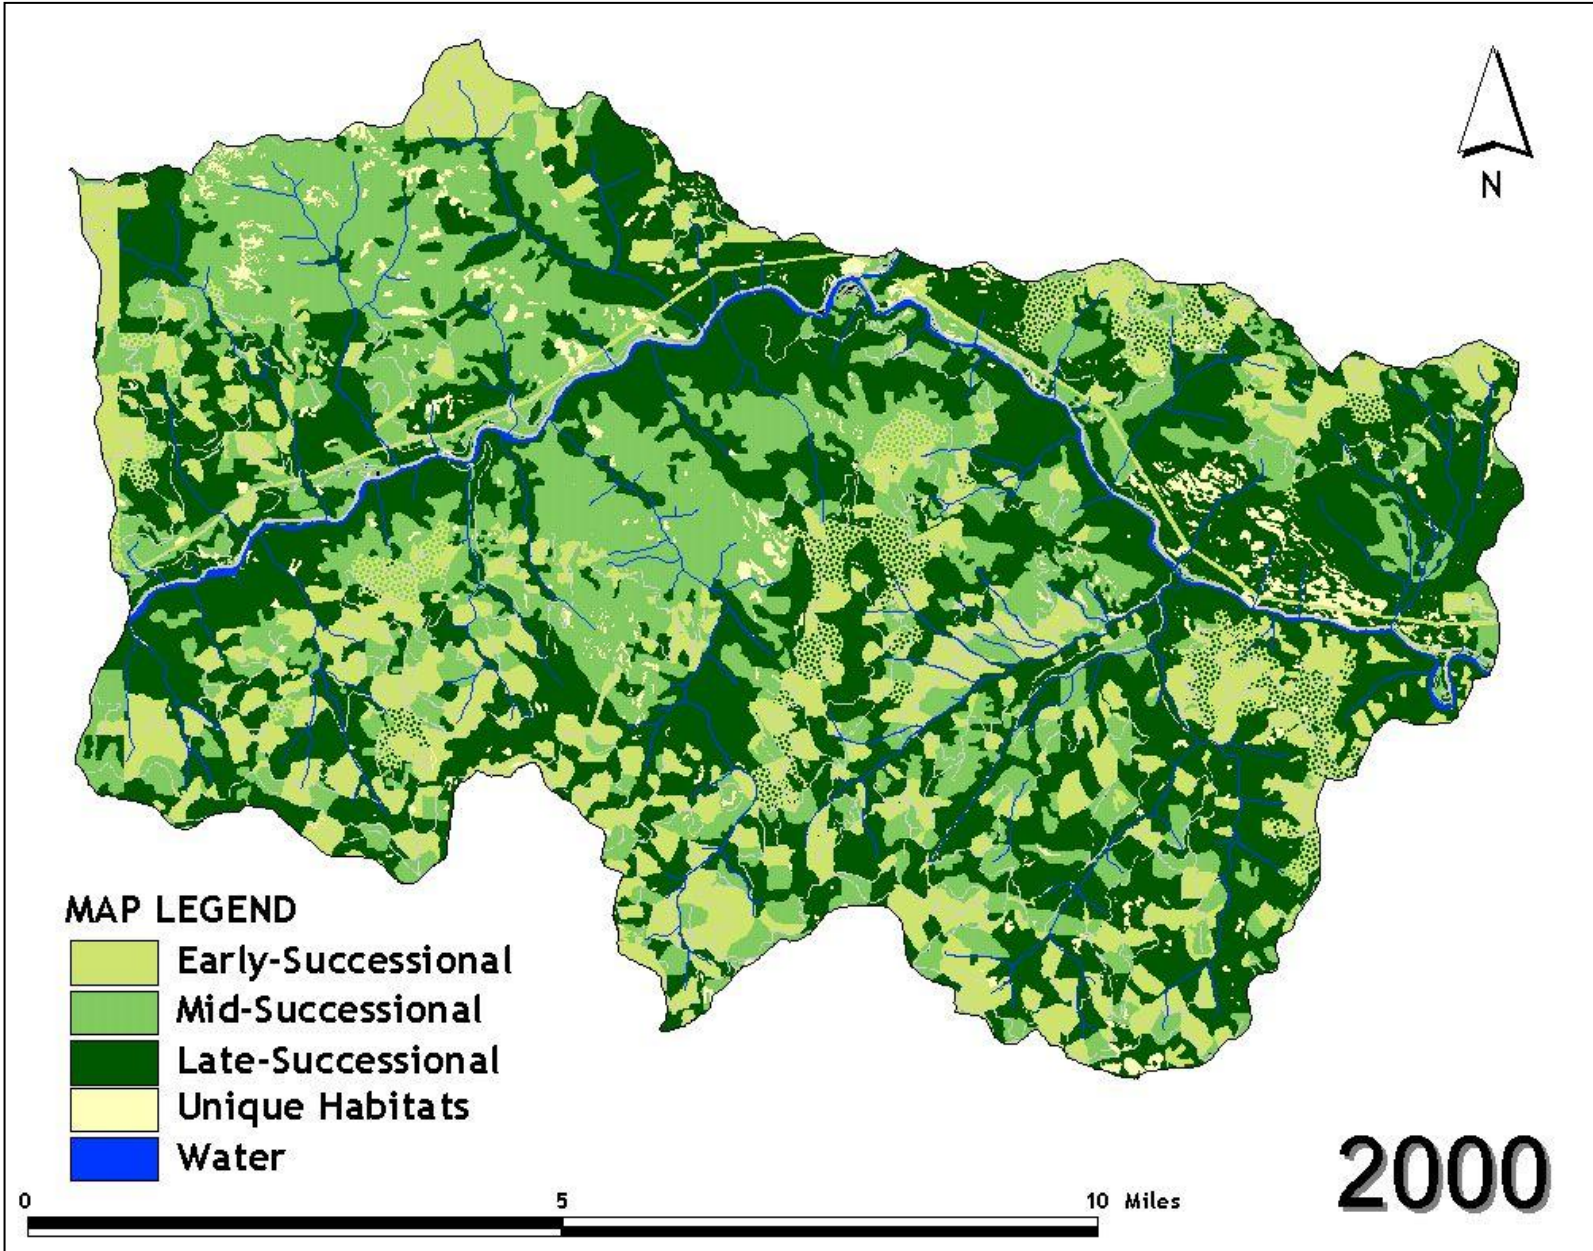 N
MAP LEGEND
Early-Successional
Mid-Successional
Late-Successional
Unique Habitats
Water
2000
0 5 10 Miles